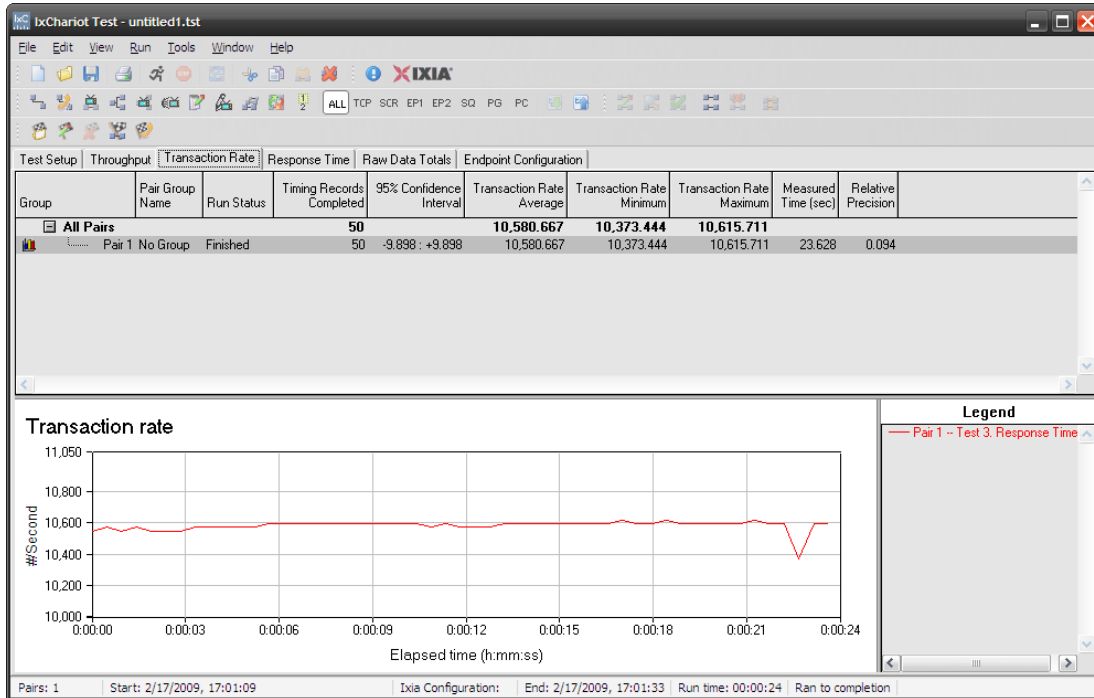 IxChariot Test - untitled1.tst
File Edit View Run Tools Window Help
IXIA
ALL TCP SCR EP1 EP2 SQ PG PC
Test Setup Throughput Transaction Rate Response Time Raw Data Totals Endpoint Configuration
Group Pair Group Name Run Status Timing Records Completed 95% Confidence Interval Transaction Rate Average Transaction Rate Minimum Transaction Rate Maximum Measured Time (sec) Relative Precision
All Pairs 50 10,580.667 10,373.444 10,615.711
Pair 1 No Group Finished 50 -9.898 : +9.898 10,580.667 10,373.444 10,615.711 23.628 0.094
Transaction rate
#/Second
11,050
10,800
10,600
10,400
10,200
10,000
0:00:00 0:00:03 0:00:06 0:00:09 0:00:12 0:00:15 0:00:18 0:00:21 0:00:24
Elapsed time (h:mm:ss)
Legend
Pair 1 -- Test 3. Response Time
Pairs: 1 Start: 2/17/2009, 17:01:09 Ixia Configuration: End: 2/17/2009, 17:01:33 Run time: 00:00:24 Ran to completion